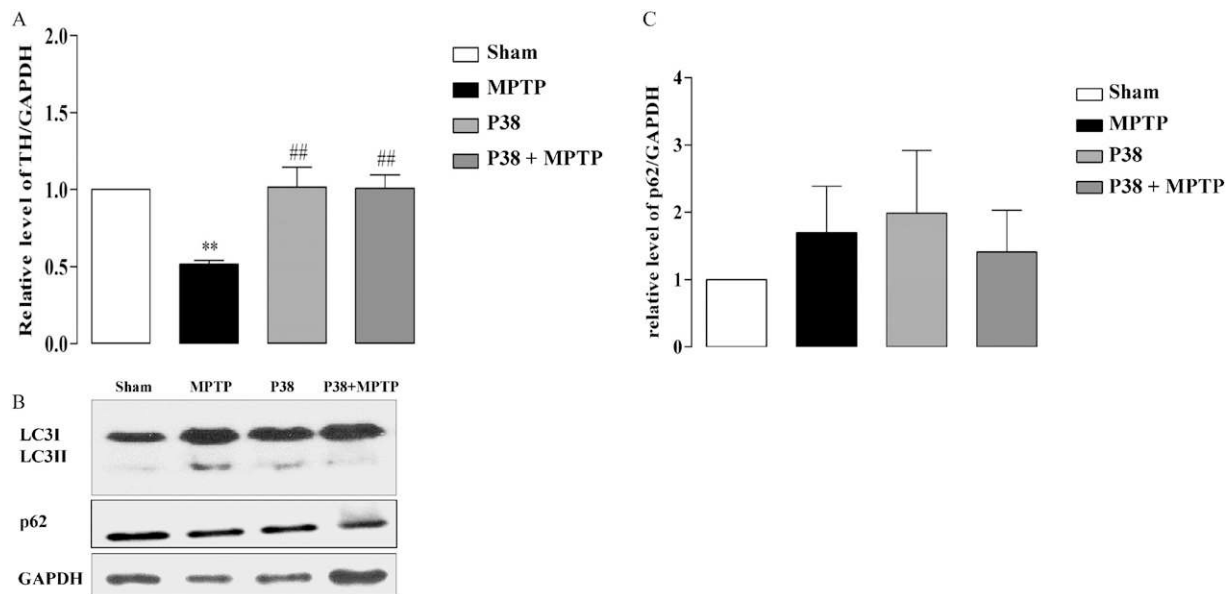 A
Relative level of TH/GAPDH
2.0
1.5
1.0
0.5
0.0
**
##
##
Sham
MPTP
P38
P38 + MPTP
C
relative level of p62/GAPDH
4
3
2
1
0
Sham
MPTP
P38
P38 + MPTP
B
Sham MPTP P38 P38+MPTP
LC3I
LC3II
p62
GAPDH